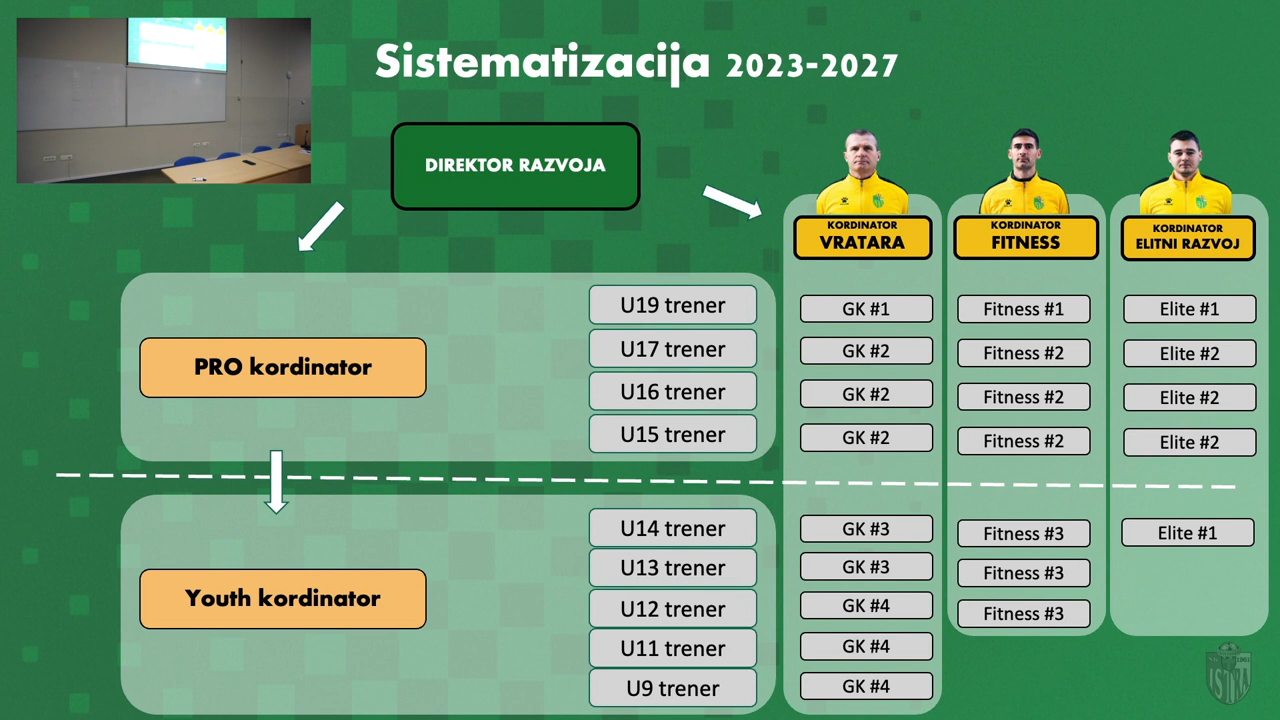 Sistematizacija 2023-2027
DIREKTOR RAZVOJA
KORDINATOR
VRATARA
KORDINATOR
FITNESS
KORDINATOR
ELITNI RAZVOJ
PRO kordinator
U19 trener
GK #1
Fitness #1
Elite #1
U17 trener
GK #2
Fitness #2
Elite #2
U16 trener
GK #2
Fitness #2
Elite #2
U15 trener
GK #2
Fitness #2
Elite #2
Youth kordinator
U14 trener
GK #3
Fitness #3
Elite #1
U13 trener
GK #3
Fitness #3
U12 trener
GK #4
Fitness #3
U11 trener
GK #4
U9 trener
GK #4